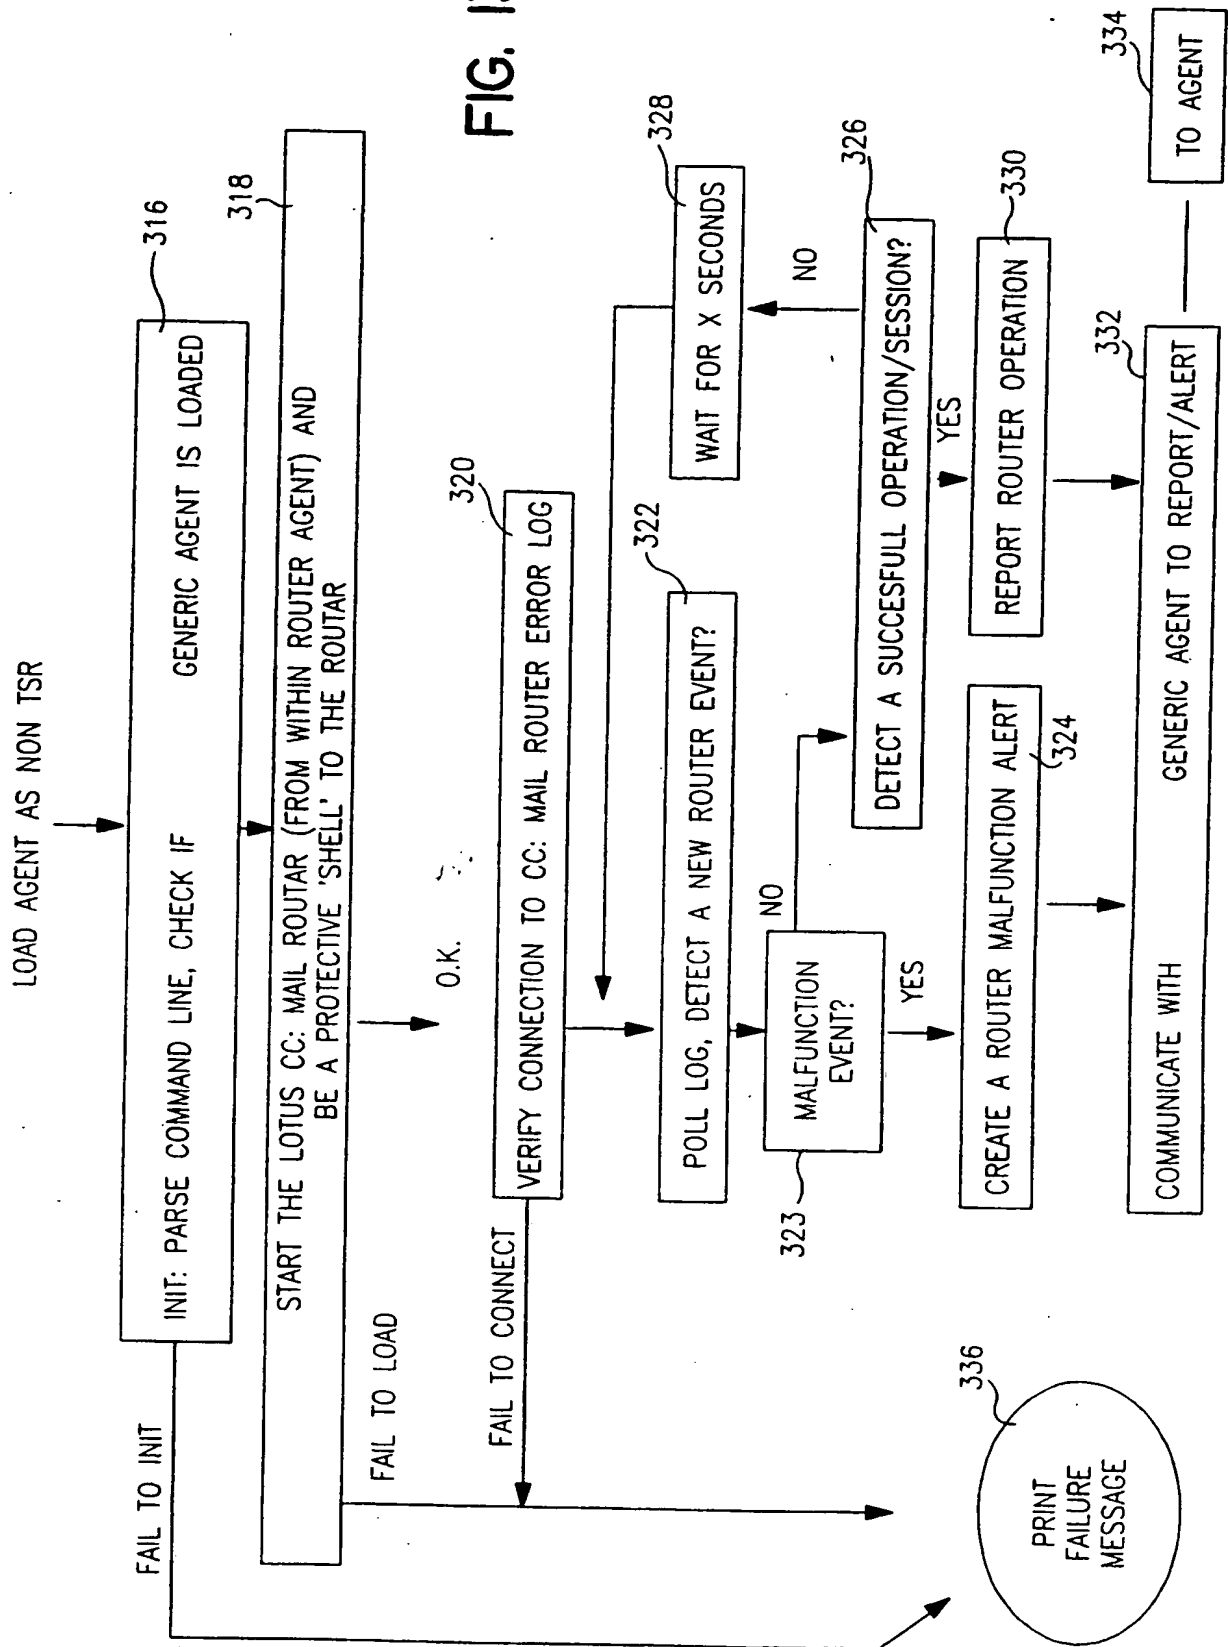 LOAD AGENT AS NON TSR
316
INIT: PARSE COMMAND LINE, CHECK IF GENERIC AGENT IS LOADED
FAIL TO INIT
318
START THE LOTUS CC: MAIL ROUTAR (FROM WITHIN ROUTER AGENT) AND
BE A PROTECTIVE 'SHELL' TO THE ROUTAR
FAIL TO LOAD
O.K.
320
VERIFY CONNECTION TO CC: MAIL ROUTER ERROR LOG
FAIL TO CONNECT
328
WAIT FOR X SECONDS
322
POLL LOG, DETECT A NEW ROUTER EVENT?
NO
323
MALFUNCTION
EVENT?
NO
YES
326
DETECT A SUCCESFULL OPERATION/SESSION?
YES
324
CREATE A ROUTER MALFUNCTION ALERT
330
REPORT ROUTER OPERATION
332
COMMUNICATE WITH GENERIC AGENT TO REPORT/ALERT
334
TO AGENT
336
PRINT
FAILURE
MESSAGE
FIG.